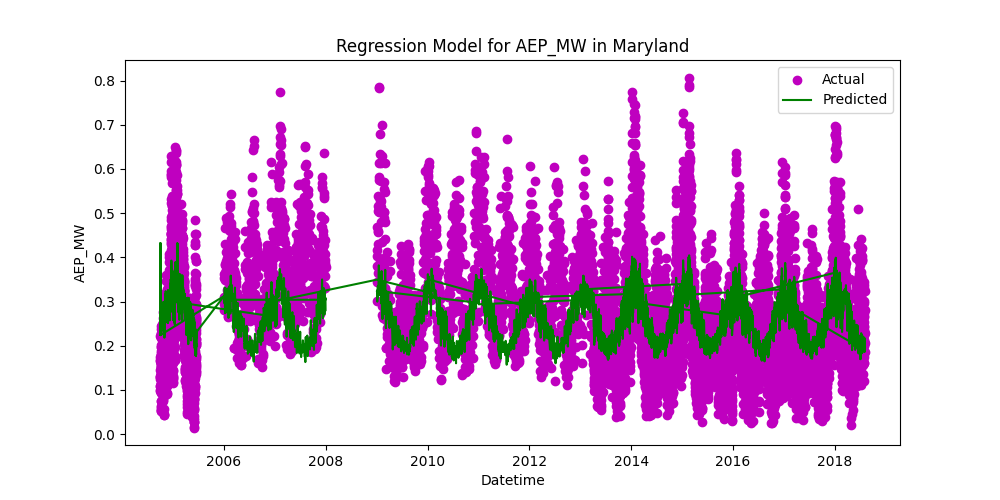 Regression Model for AEP_MW in Maryland
Actual
Predicted
AEP_MW
0.8
0.7
0.6
0.5
0.4
0.3
0.2
0.1
0.0
2006 2008 2010 2012 2014 2016 2018
Datetime